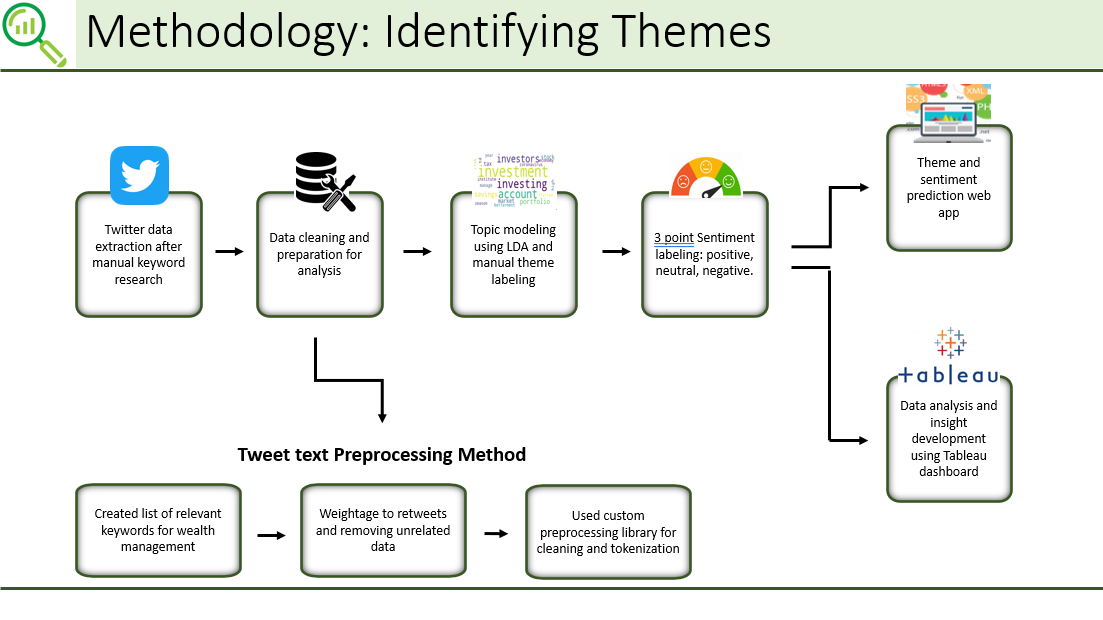 Methodology: Identifying Themes
SS3
XML
PH
.net
Twitter data
extraction after
manual keyword
research
Data cleaning and
preparation for
analysis
investors
tax
investment
investing
account
market
portfolio
Topic modeling
using LDA and
manual theme
labeling
3 point Sentiment
labeling: positive,
neutral, negative.
Theme and
sentiment
prediction web
app
+ableau
Data analysis and
insight
development
using Tableau
dashboard
Tweet text Preprocessing Method
Created list of relevant
keywords for wealth
management
Weightage to retweets
and removing unrelated
data
Used custom
preprocessing library for
cleaning and tokenization